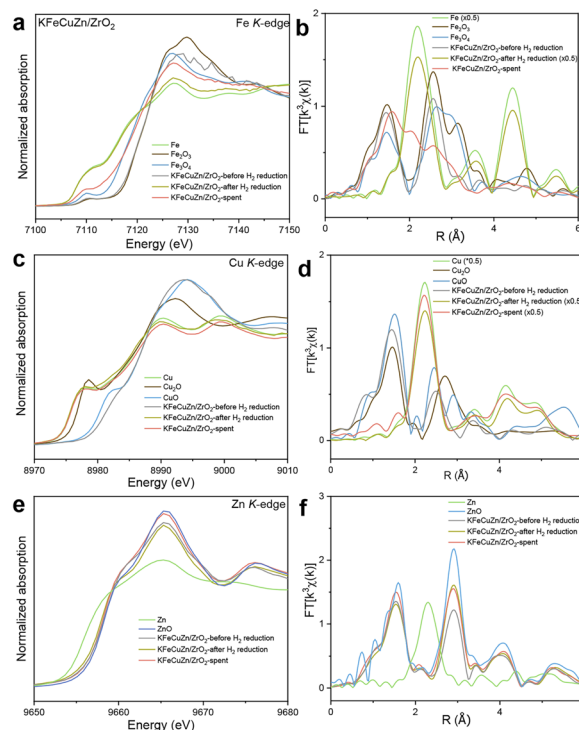 a
KFeCuZn/ZrO₂
Fe K-edge
Normalized absorption
Fe
Fe₂O₃
Fe₃O₄
KFeCuZn/ZrO₂-before H₂ reduction
KFeCuZn/ZrO₂-after H₂ reduction
KFeCuZn/ZrO₂-spent
7100 7110 7120 7130 7140 7150
Energy (eV)
b
FT[k³χ(k)]
Fe (x0.5)
Fe₂O₃
Fe₃O₄
KFeCuZn/ZrO₂-before H₂ reduction
KFeCuZn/ZrO₂-after H₂ reduction (x0.5)
KFeCuZn/ZrO₂-spent
2
1
0
0 1 2 3 4 5 6
R (Å)
c
Cu K-edge
Normalized absorption
Cu
Cu₂O
CuO
KFeCuZn/ZrO₂-before H₂ reduction
KFeCuZn/ZrO₂-after H₂ reduction
KFeCuZn/ZrO₂-spent
8970 8980 8990 9000 9010
Energy (eV)
d
FT[k³χ(k)]
Cu (*0.5)
Cu₂O
CuO
KFeCuZn/ZrO₂-before H₂ reduction
KFeCuZn/ZrO₂-after H₂ reduction (x0.5)
KFeCuZn/ZrO₂-spent (x0.5)
2
1
0
0 2 4
R (Å)
e
Zn K-edge
Normalized absorption
Zn
ZnO
KFeCuZn/ZrO₂-before H₂ reduction
KFeCuZn/ZrO₂-after H₂ reduction
KFeCuZn/ZrO₂-spent
9650 9660 9670 9680
Energy (eV)
f
FT[k³χ(k)]
Zn
ZnO
KFeCuZn/ZrO₂-before H₂ reduction
KFeCuZn/ZrO₂-after H₂ reduction
KFeCuZn/ZrO₂-spent
3
2
1
0
0 2 4
R (Å)